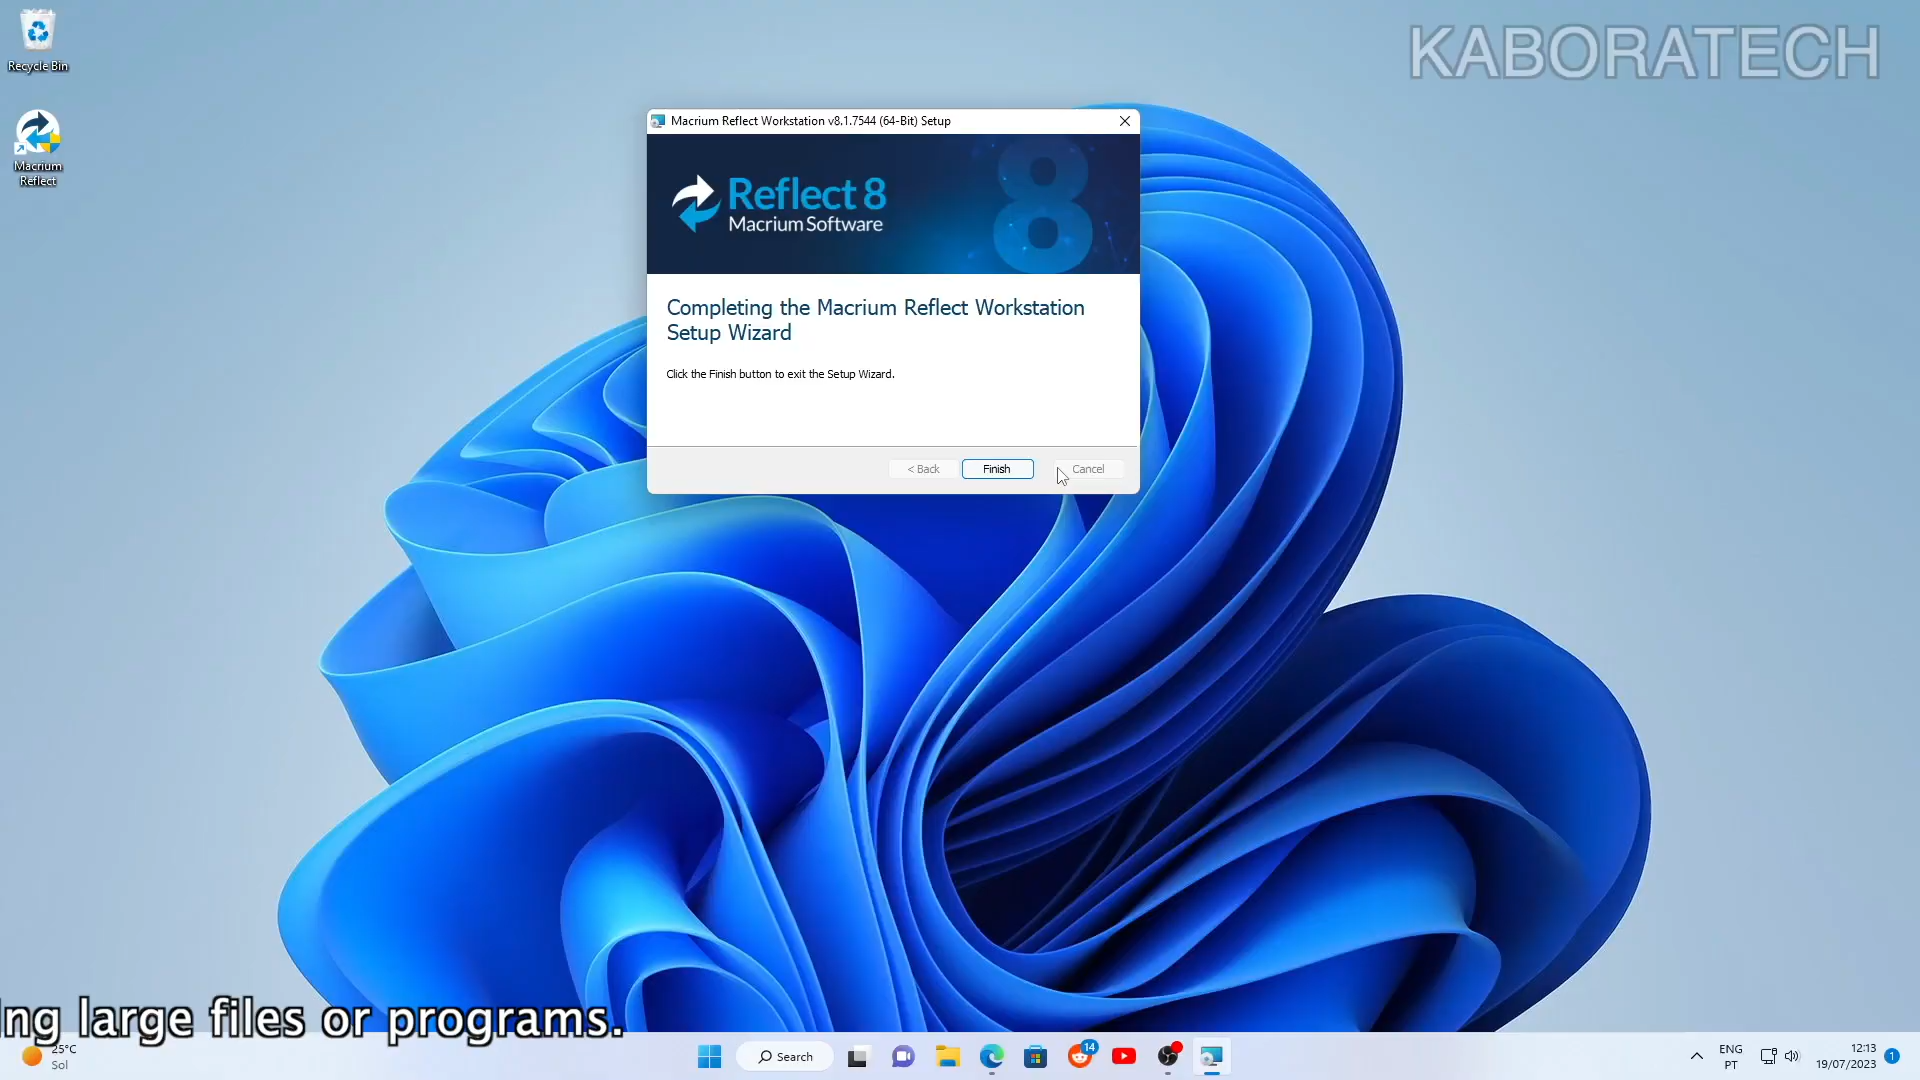 Recycle Bin
Macrium
Reflect
KABORATECH
Macrium Reflect Workstation v8.1.7544 (64-Bit) Setup
Reflect 8
Macrium Software
8
Completing the Macrium Reflect Workstation
Setup Wizard
Click the Finish button to exit the Setup Wizard.
< Back
Finish
Cancel
ing large files or programs.
25°C
Sol
Search
14
ENG
PT
12:13
19/07/2023
1